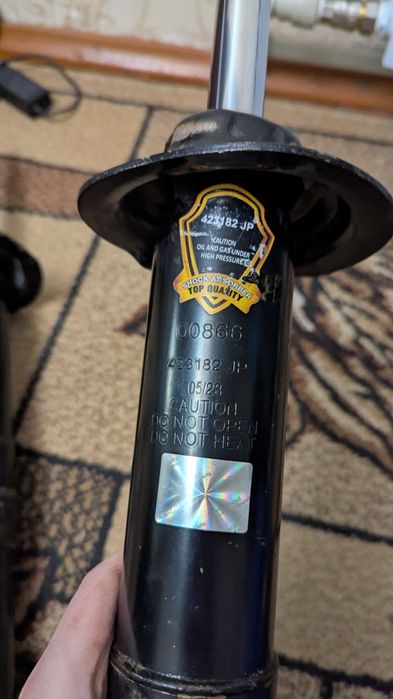 423182 JP
CAUTION
OIL AND GAS UNDER
HIGH PRESSURE
SHOCK ABSORBER
TOP QUALITY
00866
423182 JP
05/23
CAUTION
DO NOT OPEN
DO NOT HEAT